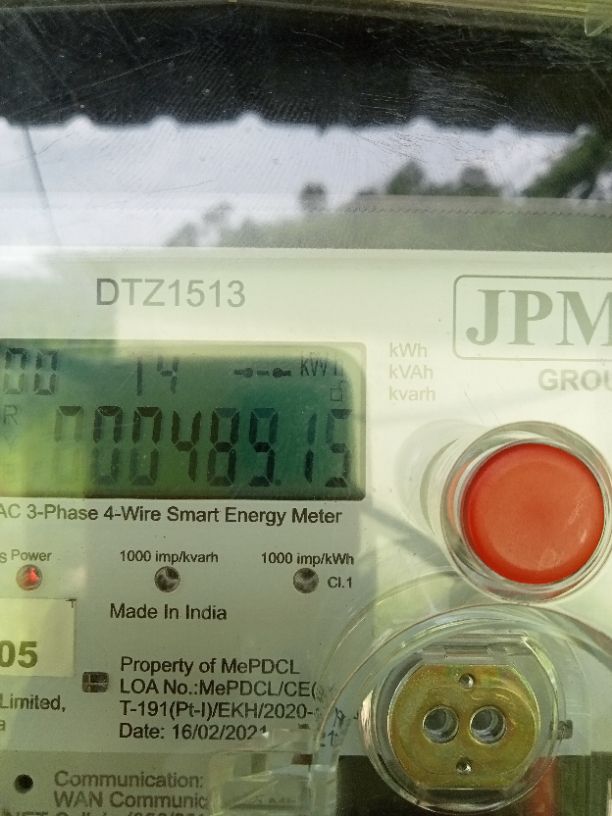 DTZ1513
JPM
GROU
kWh
kVAh
kvarh
00 14 kWh
R
000489.15
AC 3-Phase 4-Wire Smart Energy Meter
s Power
1000 imp/kvarh
1000 imp/kWh
Cl.1
Made In India
05
Limited,
a
Property of MePDCL
LOA No.:MePDCL/CE(
T-191(Pt-I)/EKH/2020-
Date: 16/02/2021
Communication:
WAN Communic